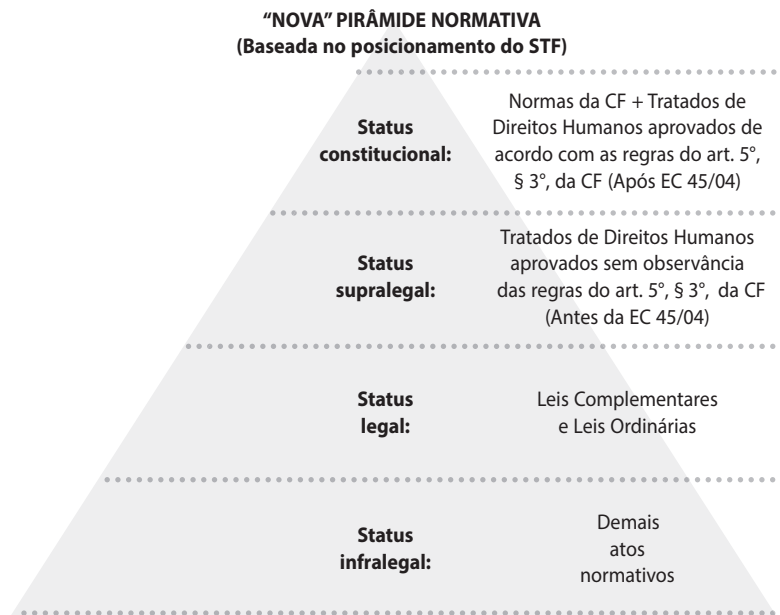 “NOVA” PIRÂMIDE NORMATIVA
(Baseada no posicionamento do STF)
Status
constitucional:
Normas da CF + Tratados de
Direitos Humanos aprovados de
acordo com as regras do art. 5°,
§ 3°, da CF (Após EC 45/04)
Status
supralegal:
Tratados de Direitos Humanos
aprovados sem observância
das regras do art. 5°, § 3°, da CF
(Antes da EC 45/04)
Status
legal:
Leis Complementares
e Leis Ordinárias
Status
infralegal:
Demais
atos
normativos